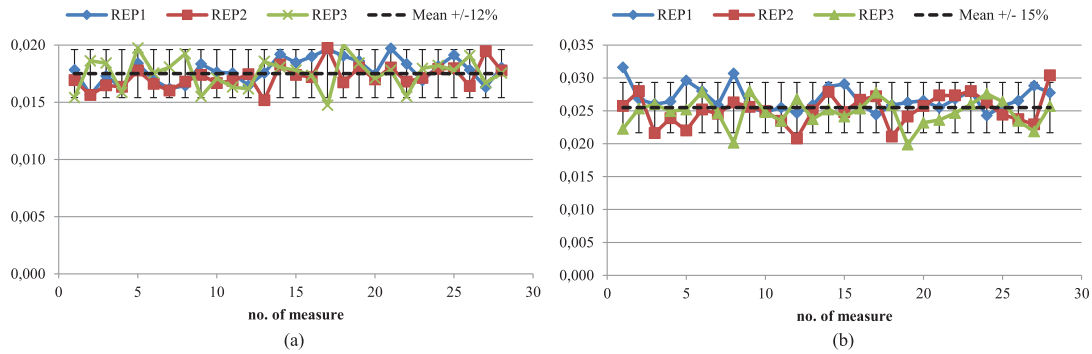 REP1 REP2 REP3 Mean +/-12%
0,020
0,015
0,010
0,005
0,000
0 5 10 15 20 25 30
no. of measure
(a)
REP1 REP2 REP3 Mean +/- 15%
0,035
0,030
0,025
0,020
0,015
0,010
0,005
0,000
0 5 10 15 20 25 30
no. of measure
(b)